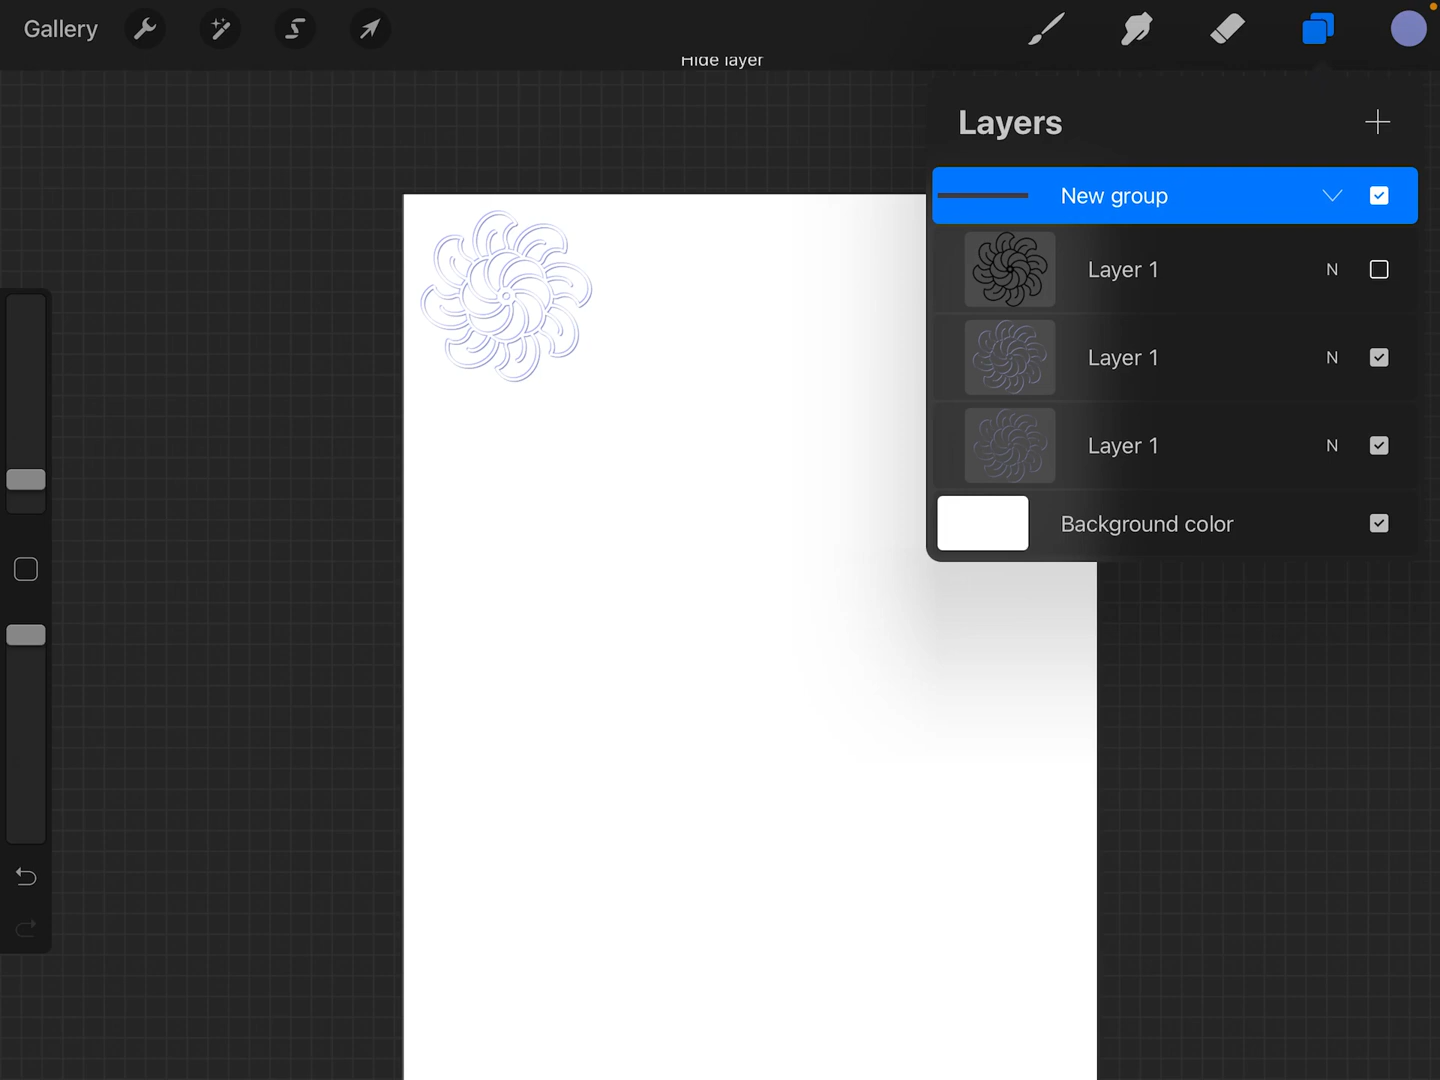 Gallery
Hide layer
Layers
New group
Layer 1 N
Layer 1 N
Layer 1 N
Background color